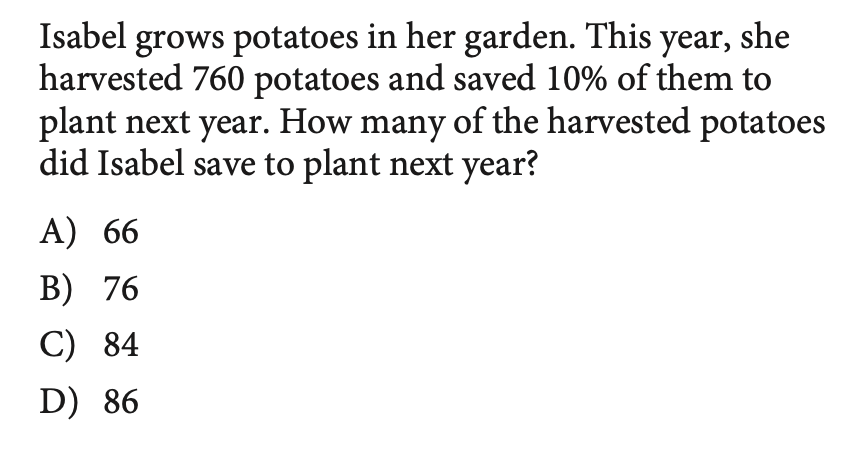 Isabel grows potatoes in her garden. This year, she
harvested 760 potatoes and saved 10% of them to
plant next year. How many of the harvested potatoes
did Isabel save to plant next year?
A) 66
B) 76
C) 84
D) 86